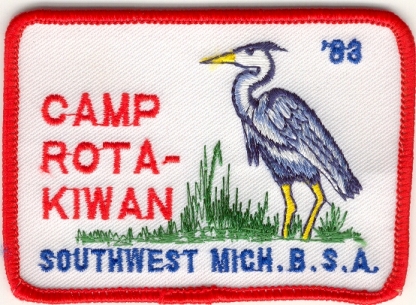 '83
CAMP
ROTA-
KIWAN
SOUTHWEST MICH. B. S. A.